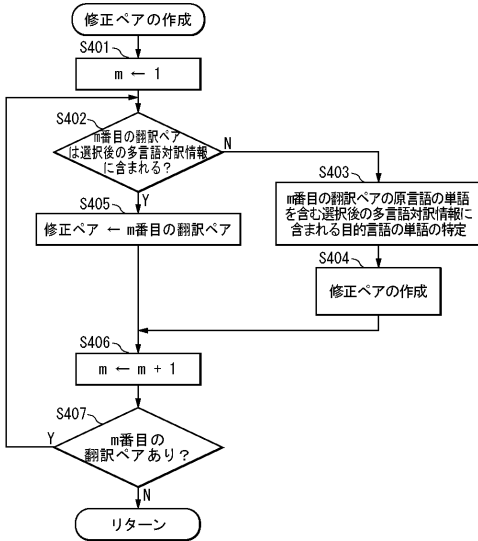 修正ペアの作成
S401
m ← 1
S402
m番目の翻訳ペア
は選択後の多言語対訳情報
に含まれる?
N
Y
S403
m番目の翻訳ペアの原言語の単語
を含む選択後の多言語対訳情報に
含まれる目的言語の単語の特定
S405
修正ペア ← m番目の翻訳ペア
S404
修正ペアの作成
S406
m ← m + 1
S407
Y
m番目の
翻訳ペアあり?
N
リターン